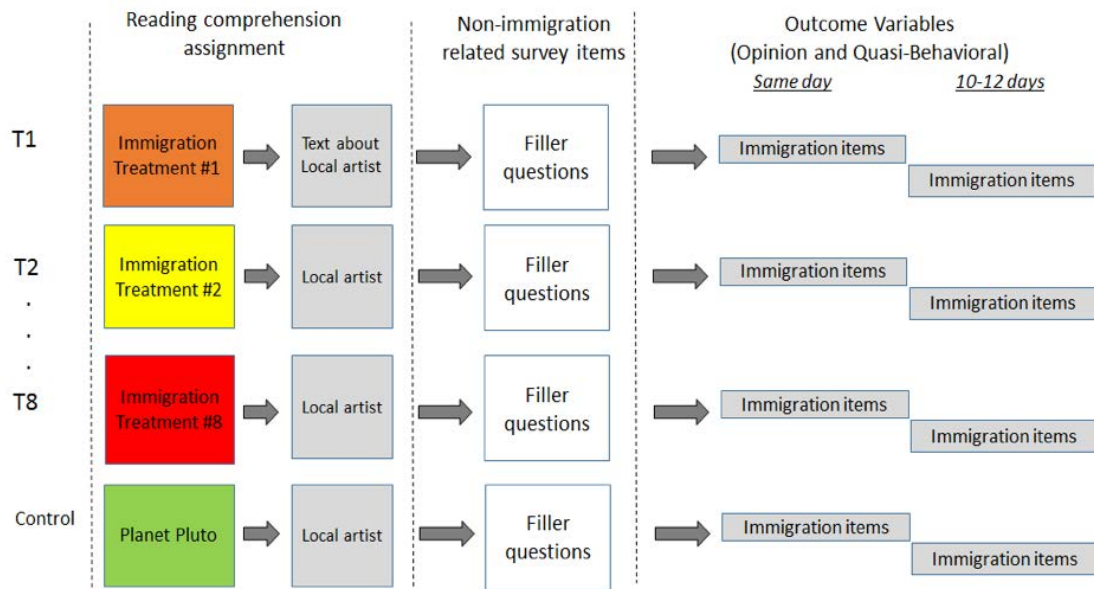 Reading comprehension
assignment
Non-immigration
related survey items
Outcome Variables
(Opinion and Quasi-Behavioral)
Same day
10-12 days
T1
Immigration
Treatment #1
Text about
Local artist
Filler
questions
Immigration items
Immigration items
T2
Immigration
Treatment #2
Local artist
Filler
questions
Immigration items
Immigration items
.
.
.
T8
Immigration
Treatment #8
Local artist
Filler
questions
Immigration items
Immigration items
Control
Planet Pluto
Local artist
Filler
questions
Immigration items
Immigration items